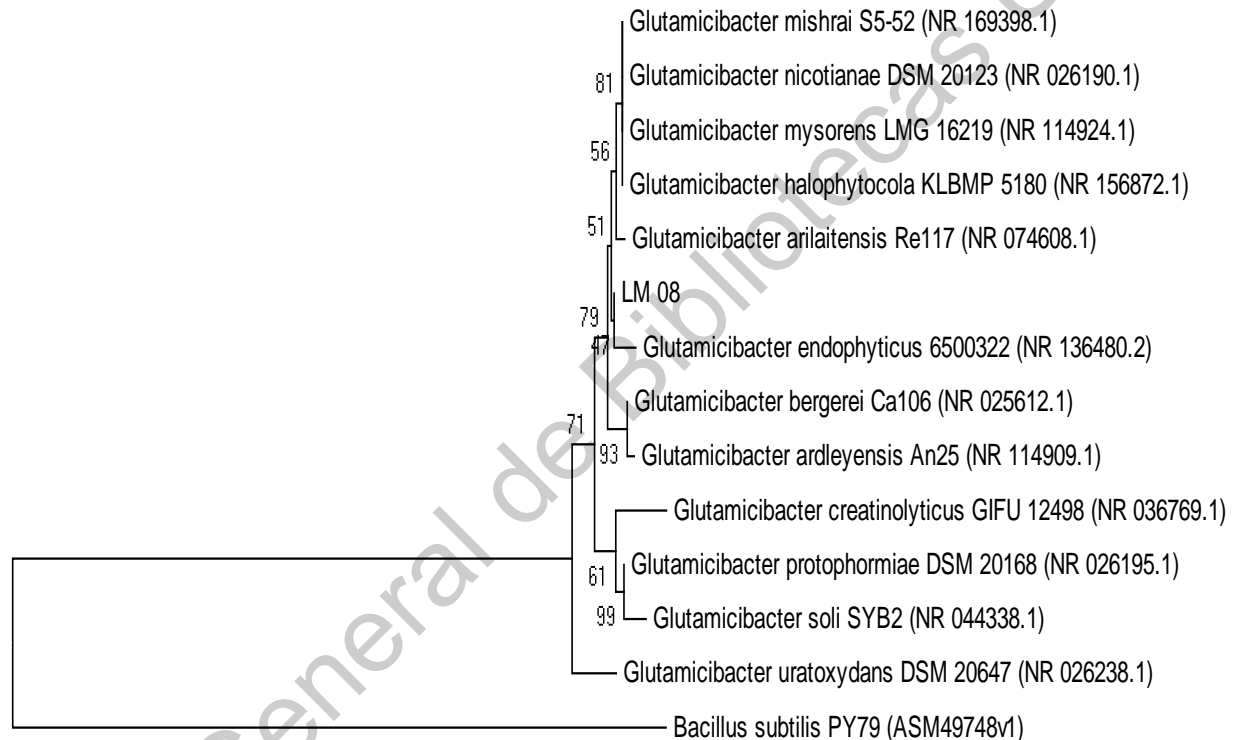 Glutamicibacter mishrai S5-52 (NR 169398.1)
81
Glutamicibacter nicotianae DSM 20123 (NR 026190.1)
Glutamicibacter mysorens LMG 16219 (NR 114924.1)
56
Glutamicibacter halophytocola KLBMP 5180 (NR 156872.1)
51
Glutamicibacter arilaitensis Re117 (NR 074608.1)
LM 08
79
47
Glutamicibacter endophyticus 6500322 (NR 136480.2)
Glutamicibacter bergerei Ca106 (NR 025612.1)
71
93
Glutamicibacter ardleyensis An25 (NR 114909.1)
Glutamicibacter creatinolyticus GIFU 12498 (NR 036769.1)
Glutamicibacter protophormiae DSM 20168 (NR 026195.1)
61
99
Glutamicibacter soli SYB2 (NR 044338.1)
Glutamicibacter uratoxydans DSM 20647 (NR 026238.1)
Bacillus subtilis PY79 (ASM49748v1)
General de Bibliotecas